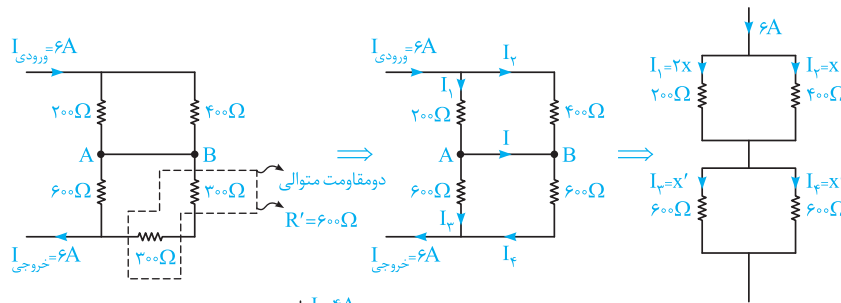 I ورودی=۶A
۲۰۰Ω
۴۰۰Ω
A
B
۶۰۰Ω
۳۰۰Ω
دومقاومت متوالی
R′=۶۰۰Ω
I خروجی=۶A
۳۰۰Ω
⇒
I ورودی=۶A
I۲
I۱
۲۰۰Ω
۴۰۰Ω
A
I
B
۶۰۰Ω
۶۰۰Ω
I۳
I خروجی=۶A
I۴
⇒
۶A
I۱=۲x
I۲=x
۲۰۰Ω
۴۰۰Ω
I۳=x′
I۴=x
۶۰۰Ω
۶۰۰Ω